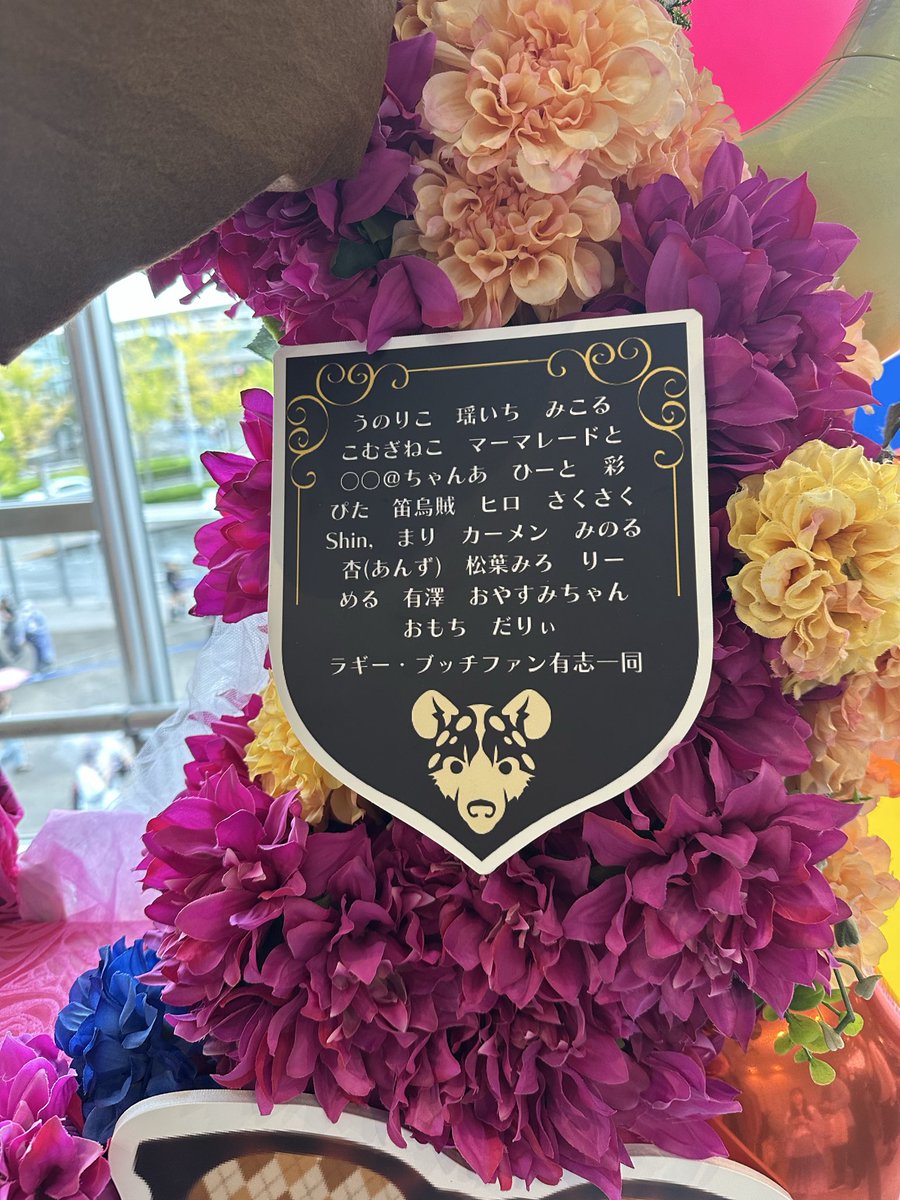 うのりこ　瑶いち　みこる
こむぎねこ　マーマレードと
〇〇@ちゃんあ　ひーと　彩
ぴた　笛烏賊　ヒロ　さくさく
Shin,　まり　カーメン　みのる
杏(あんず)　松葉みろ　りー
める　有澤　おやすみちゃん
おもち　だりぃ
ラギー・ブッチファン有志一同